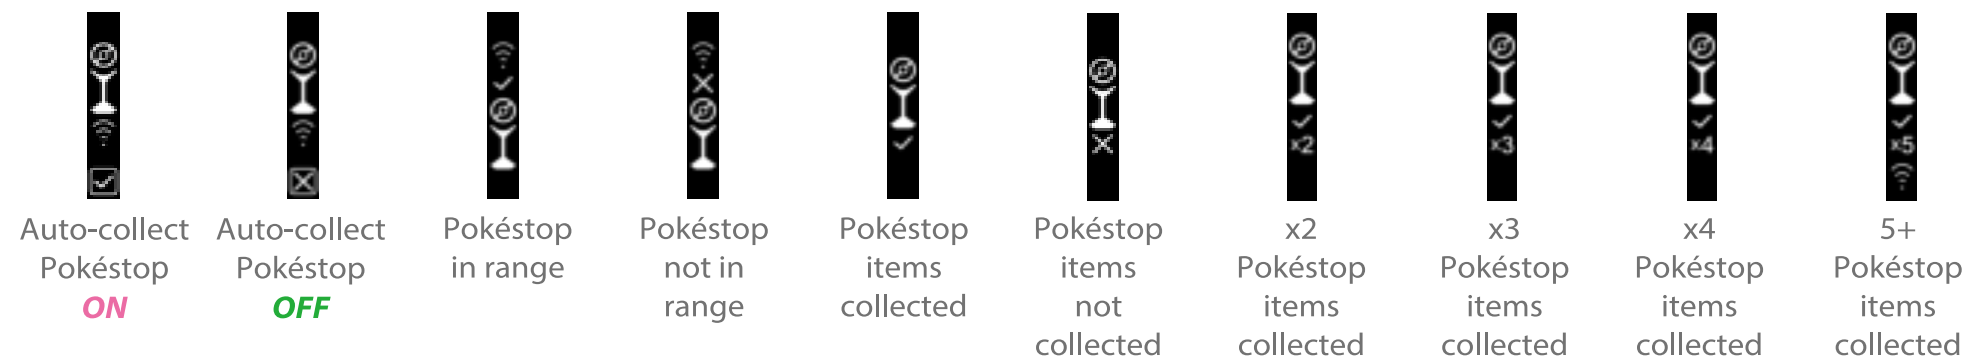 x2
x3
x4
x5
Auto-collect
Pokéstop
ON
Auto-collect
Pokéstop
OFF
Pokéstop
in range
Pokéstop
not in
range
Pokéstop
items
collected
Pokéstop
items
not
collected
x2
Pokéstop
items
collected
x3
Pokéstop
items
collected
x4
Pokéstop
items
collected
5+
Pokéstop
items
collected